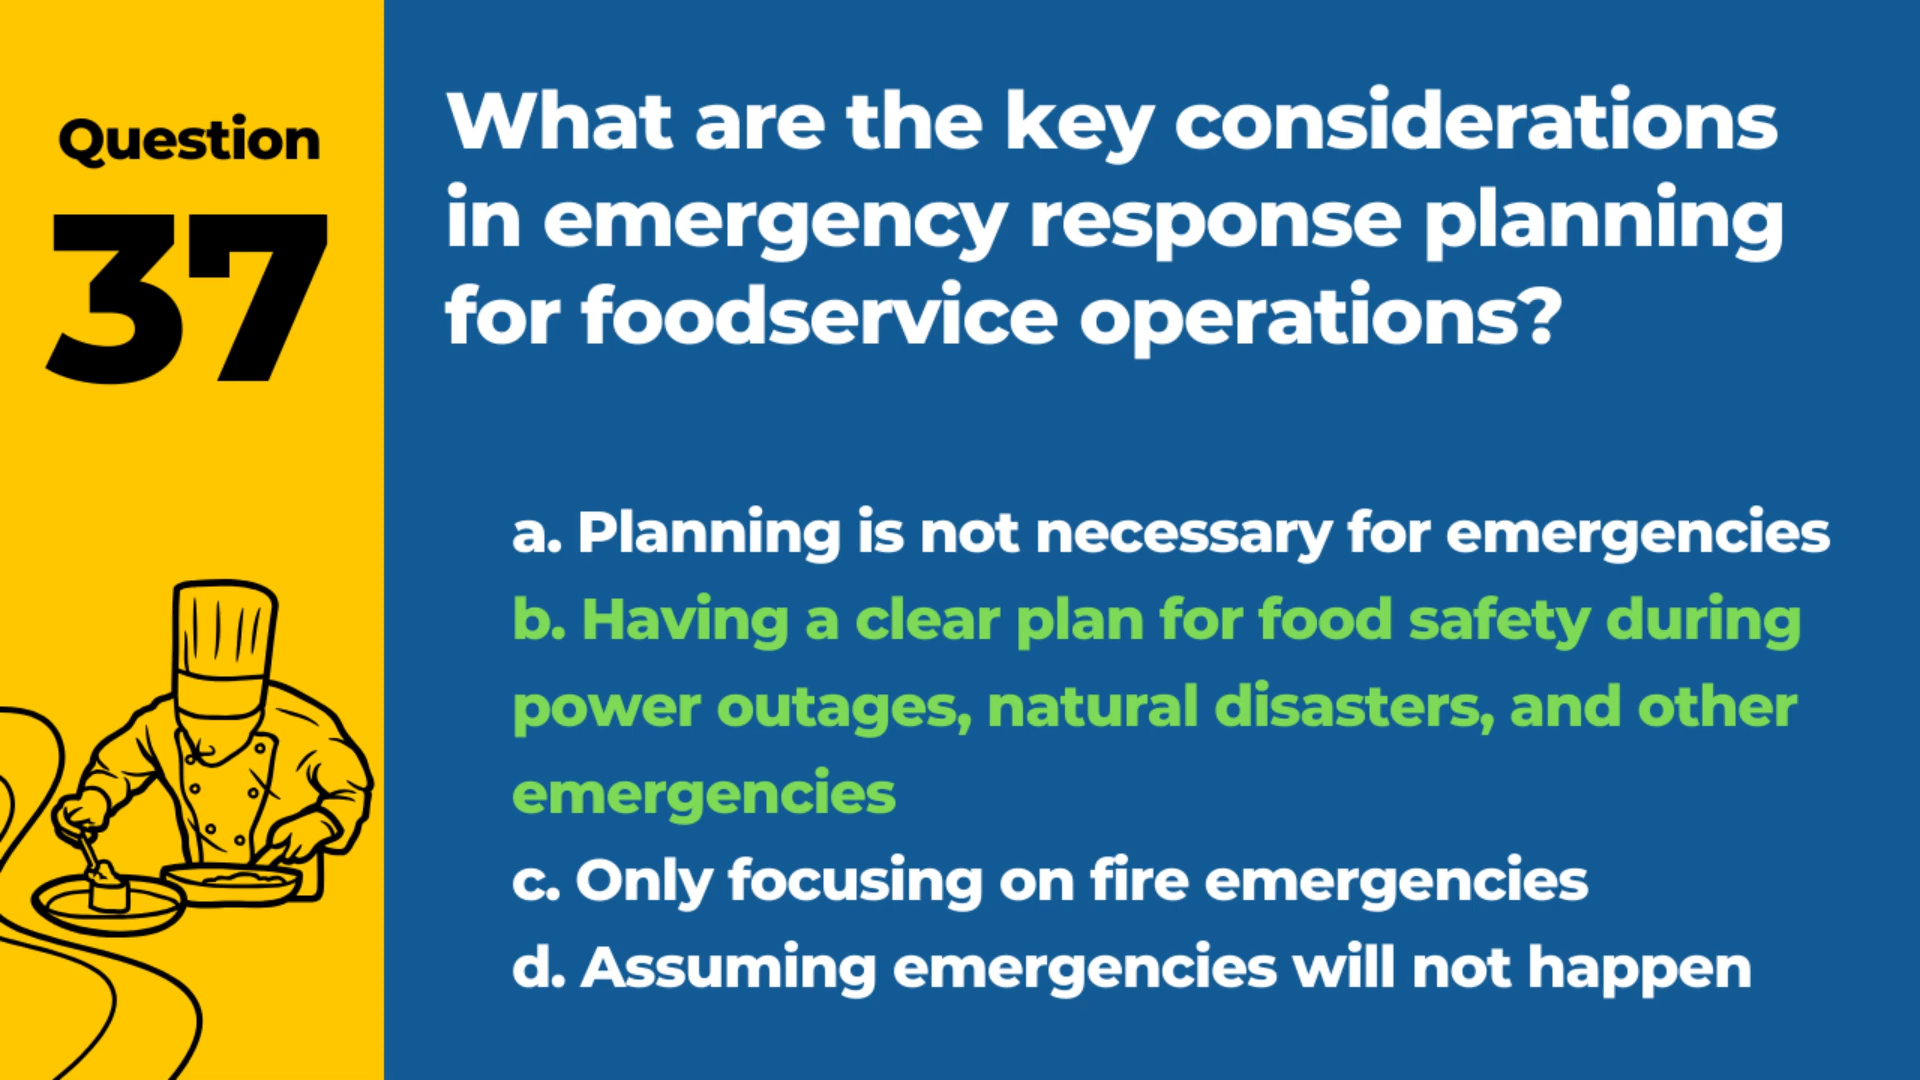 Question
37
What are the key considerations
in emergency response planning
for foodservice operations?
a. Planning is not necessary for emergencies
b. Having a clear plan for food safety during
power outages, natural disasters, and other
emergencies
c. Only focusing on fire emergencies
d. Assuming emergencies will not happen